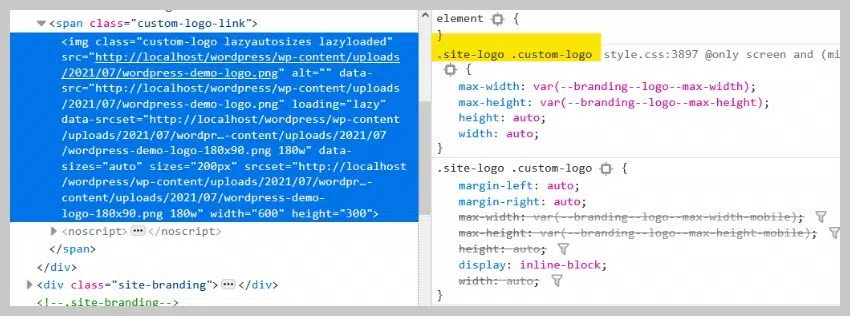 <span class="custom-logo-link">
<img class="custom-logo lazyautosizes lazyloaded"
src="http://localhost/wordpress/wp-content/uploads
/2021/07/wordpress-demo-logo.png" alt="" data-
src="http://localhost/wordpress/wp-content/uploads
/2021/07/wordpress-demo-logo.png" loading="lazy"
data-srcset="http://localhost/wordpress/wp-content
/uploads/2021/07/wordpr…-content/uploads/2021/07
/wordpress-demo-logo-180x90.png 180w" data-
sizes="auto" sizes="200px" srcset="http://localhost
/wordpress/wp-content/uploads/2021/07/wordpr…-
content/uploads/2021/07/wordpress-demo-
logo-180x90.png 180w" width="600" height="300">
<noscript> ··· </noscript>
</span>
</div>
<div class="site-branding"> ··· </div>
<!--.site-branding-->
element {
}
.site-logo .custom-logo style.css:3897 @only screen and (mi
{
max-width: var(--branding--logo--max-width);
max-height: var(--branding--logo--max-height);
height: auto;
width: auto;
}
.site-logo .custom-logo {
margin-left: auto;
margin-right: auto;
max-width: var(--branding--logo--max-width-mobile);
max-height: var(--branding--logo--max-height-mobile);
height: auto;
display: inline-block;
width: auto;
}